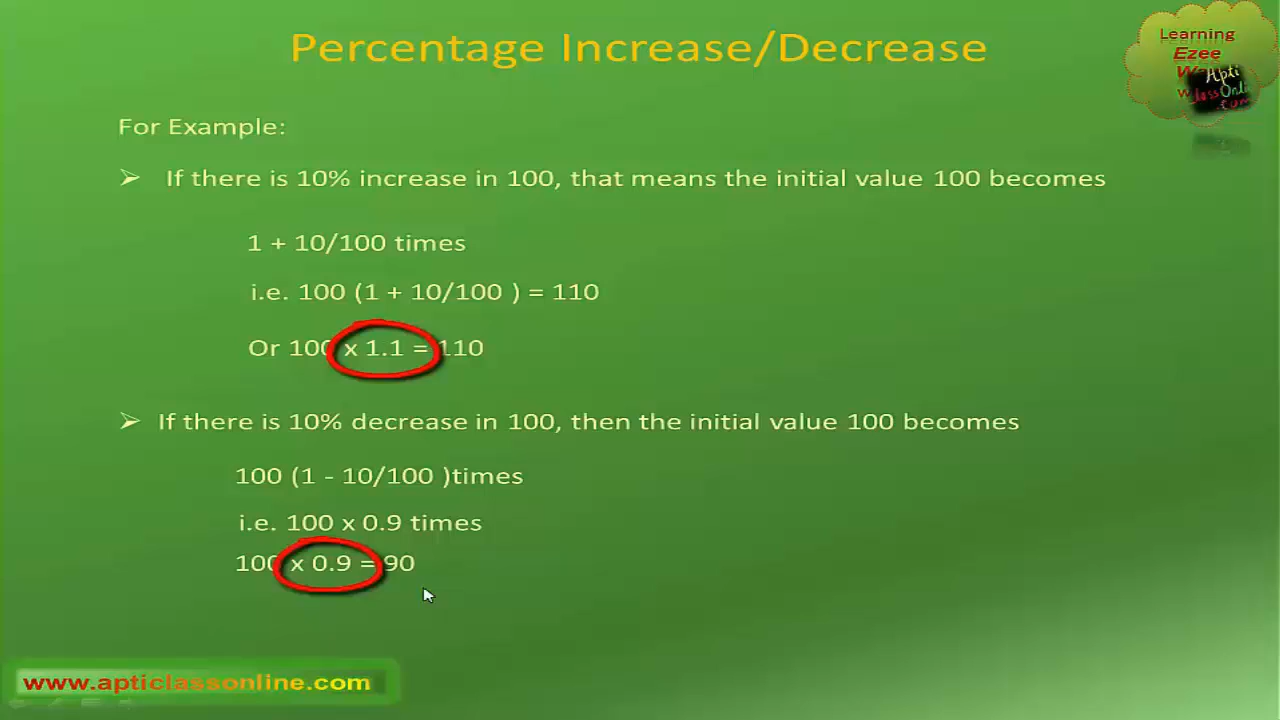 Percentage Increase/Decrease
Learning
Ezee
Apti
classOnline
com
For Example:
➢ If there is 10% increase in 100, that means the initial value 100 becomes
1 + 10/100 times
i.e. 100 (1 + 10/100 ) = 110
Or 100 x 1.1 = 110
➢ If there is 10% decrease in 100, then the initial value 100 becomes
100 (1 - 10/100 )times
i.e. 100 x 0.9 times
100 x 0.9 = 90
www.apticlassonline.com